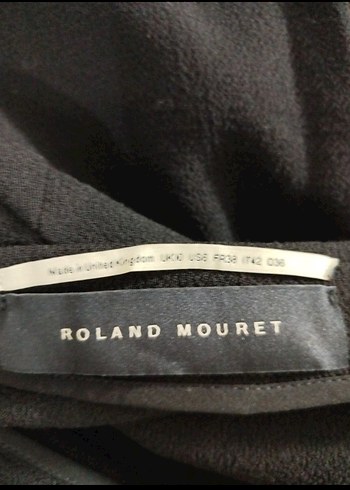 Made in United Kingdom UK10 US6 FR38 IT42 D36
ROLAND MOURET